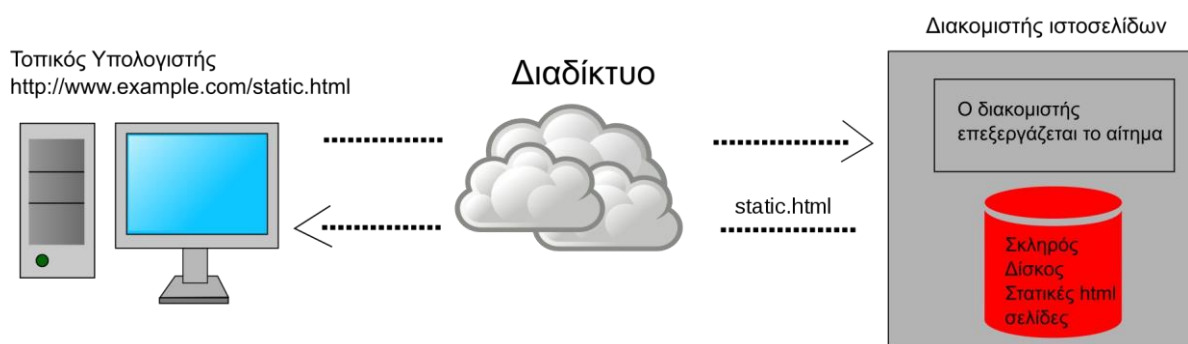 Τοπικός Υπολογιστής
http://www.example.com/static.html
Διαδίκτυο
static.html
Διακομιστής ιστοσελίδων
Ο διακομιστής
επεξεργάζεται το αίτημα
Σκληρός
Δίσκος
Στατικές html
σελίδες